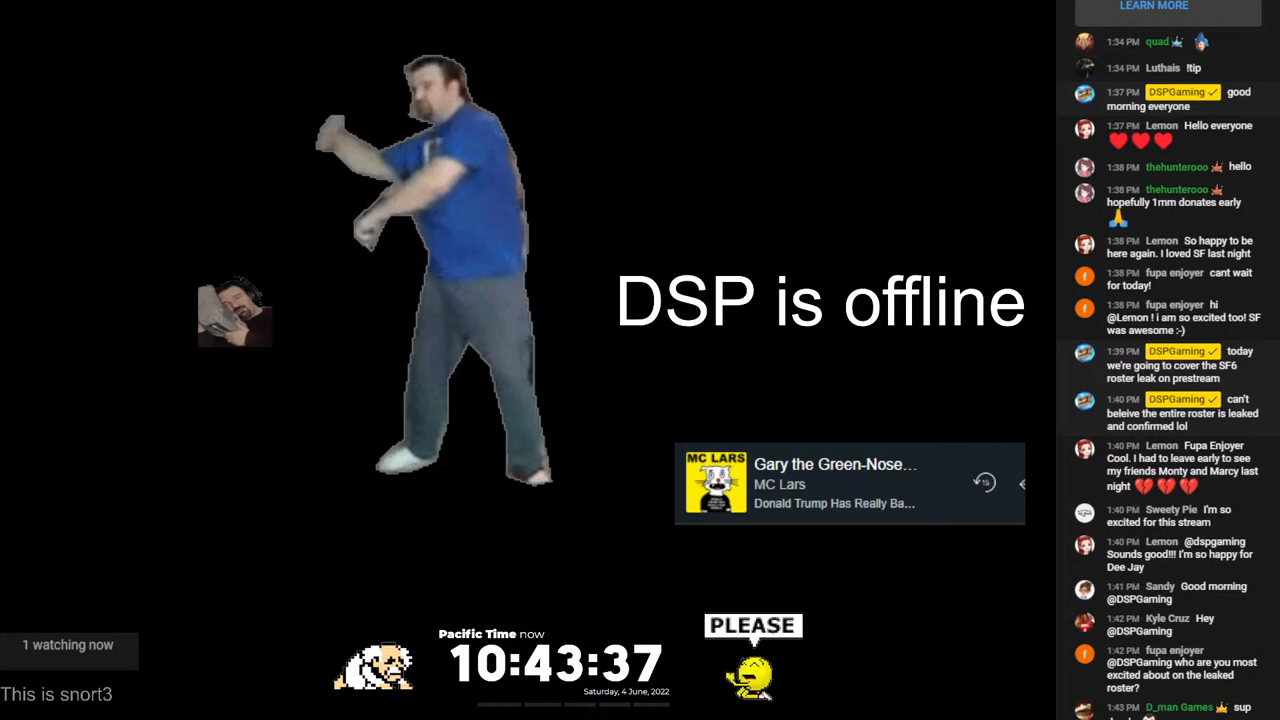 DSP is offline
MC LARS
Gary the Green-Nose...
MC Lars
Donald Trump Has Really Ba...
15
1 watching now
This is snort3
Pacific Time now
10:43:37
Saturday, 4 June, 2022
PLEASE
LEARN MORE
1:34 PM quad
1:34 PM Luthais !tip
1:37 PM DSPGaming good
morning everyone
1:37 PM Lemon Hello everyone
1:38 PM thehunterooo hello
1:38 PM thehunterooo
hopefully 1mm donates early
1:38 PM Lemon So happy to be
here again. I loved SF last night
1:38 PM fupa enjoyer cant wait
for today!
1:38 PM fupa enjoyer hi
@Lemon ! i am so excited too! SF
was awesome :-)
1:39 PM DSPGaming today
we're going to cover the SF6
roster leak on prestream
1:40 PM DSPGaming can't
beleive the entire roster is leaked
and confirmed lol
1:40 PM Lemon Fupa Enjoyer
Cool. I had to leave early to see
my friends Monty and Marcy last
night
1:40 PM Sweety Pie I'm so
excited for this stream
1:40 PM Lemon @dspgaming
Sounds good!!! I'm so happy for
Dee Jay
1:41 PM Sandy Good morning
@DSPGaming
1:42 PM Kyle Cruz Hey
@DSPGaming
1:42 PM fupa enjoyer
@DSPGaming who are you most
excited about on the leaked
roster?
1:43 PM D_man Games sup